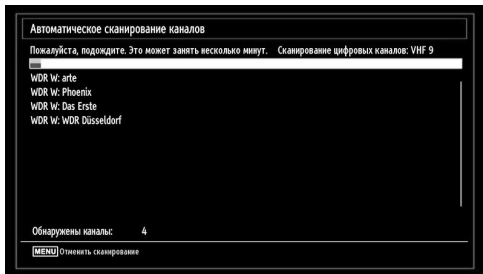 Автоматическое сканирование каналов
Пожалуйста, подождите. Это может занять несколько минут. Сканирование цифровых каналов: VHF 9
WDR W: arte
WDR W: Phoenix
WDR W: Das Erste
WDR W: WDR Düsseldorf
Обнаружены каналы: 4
MENU Отменить сканирование